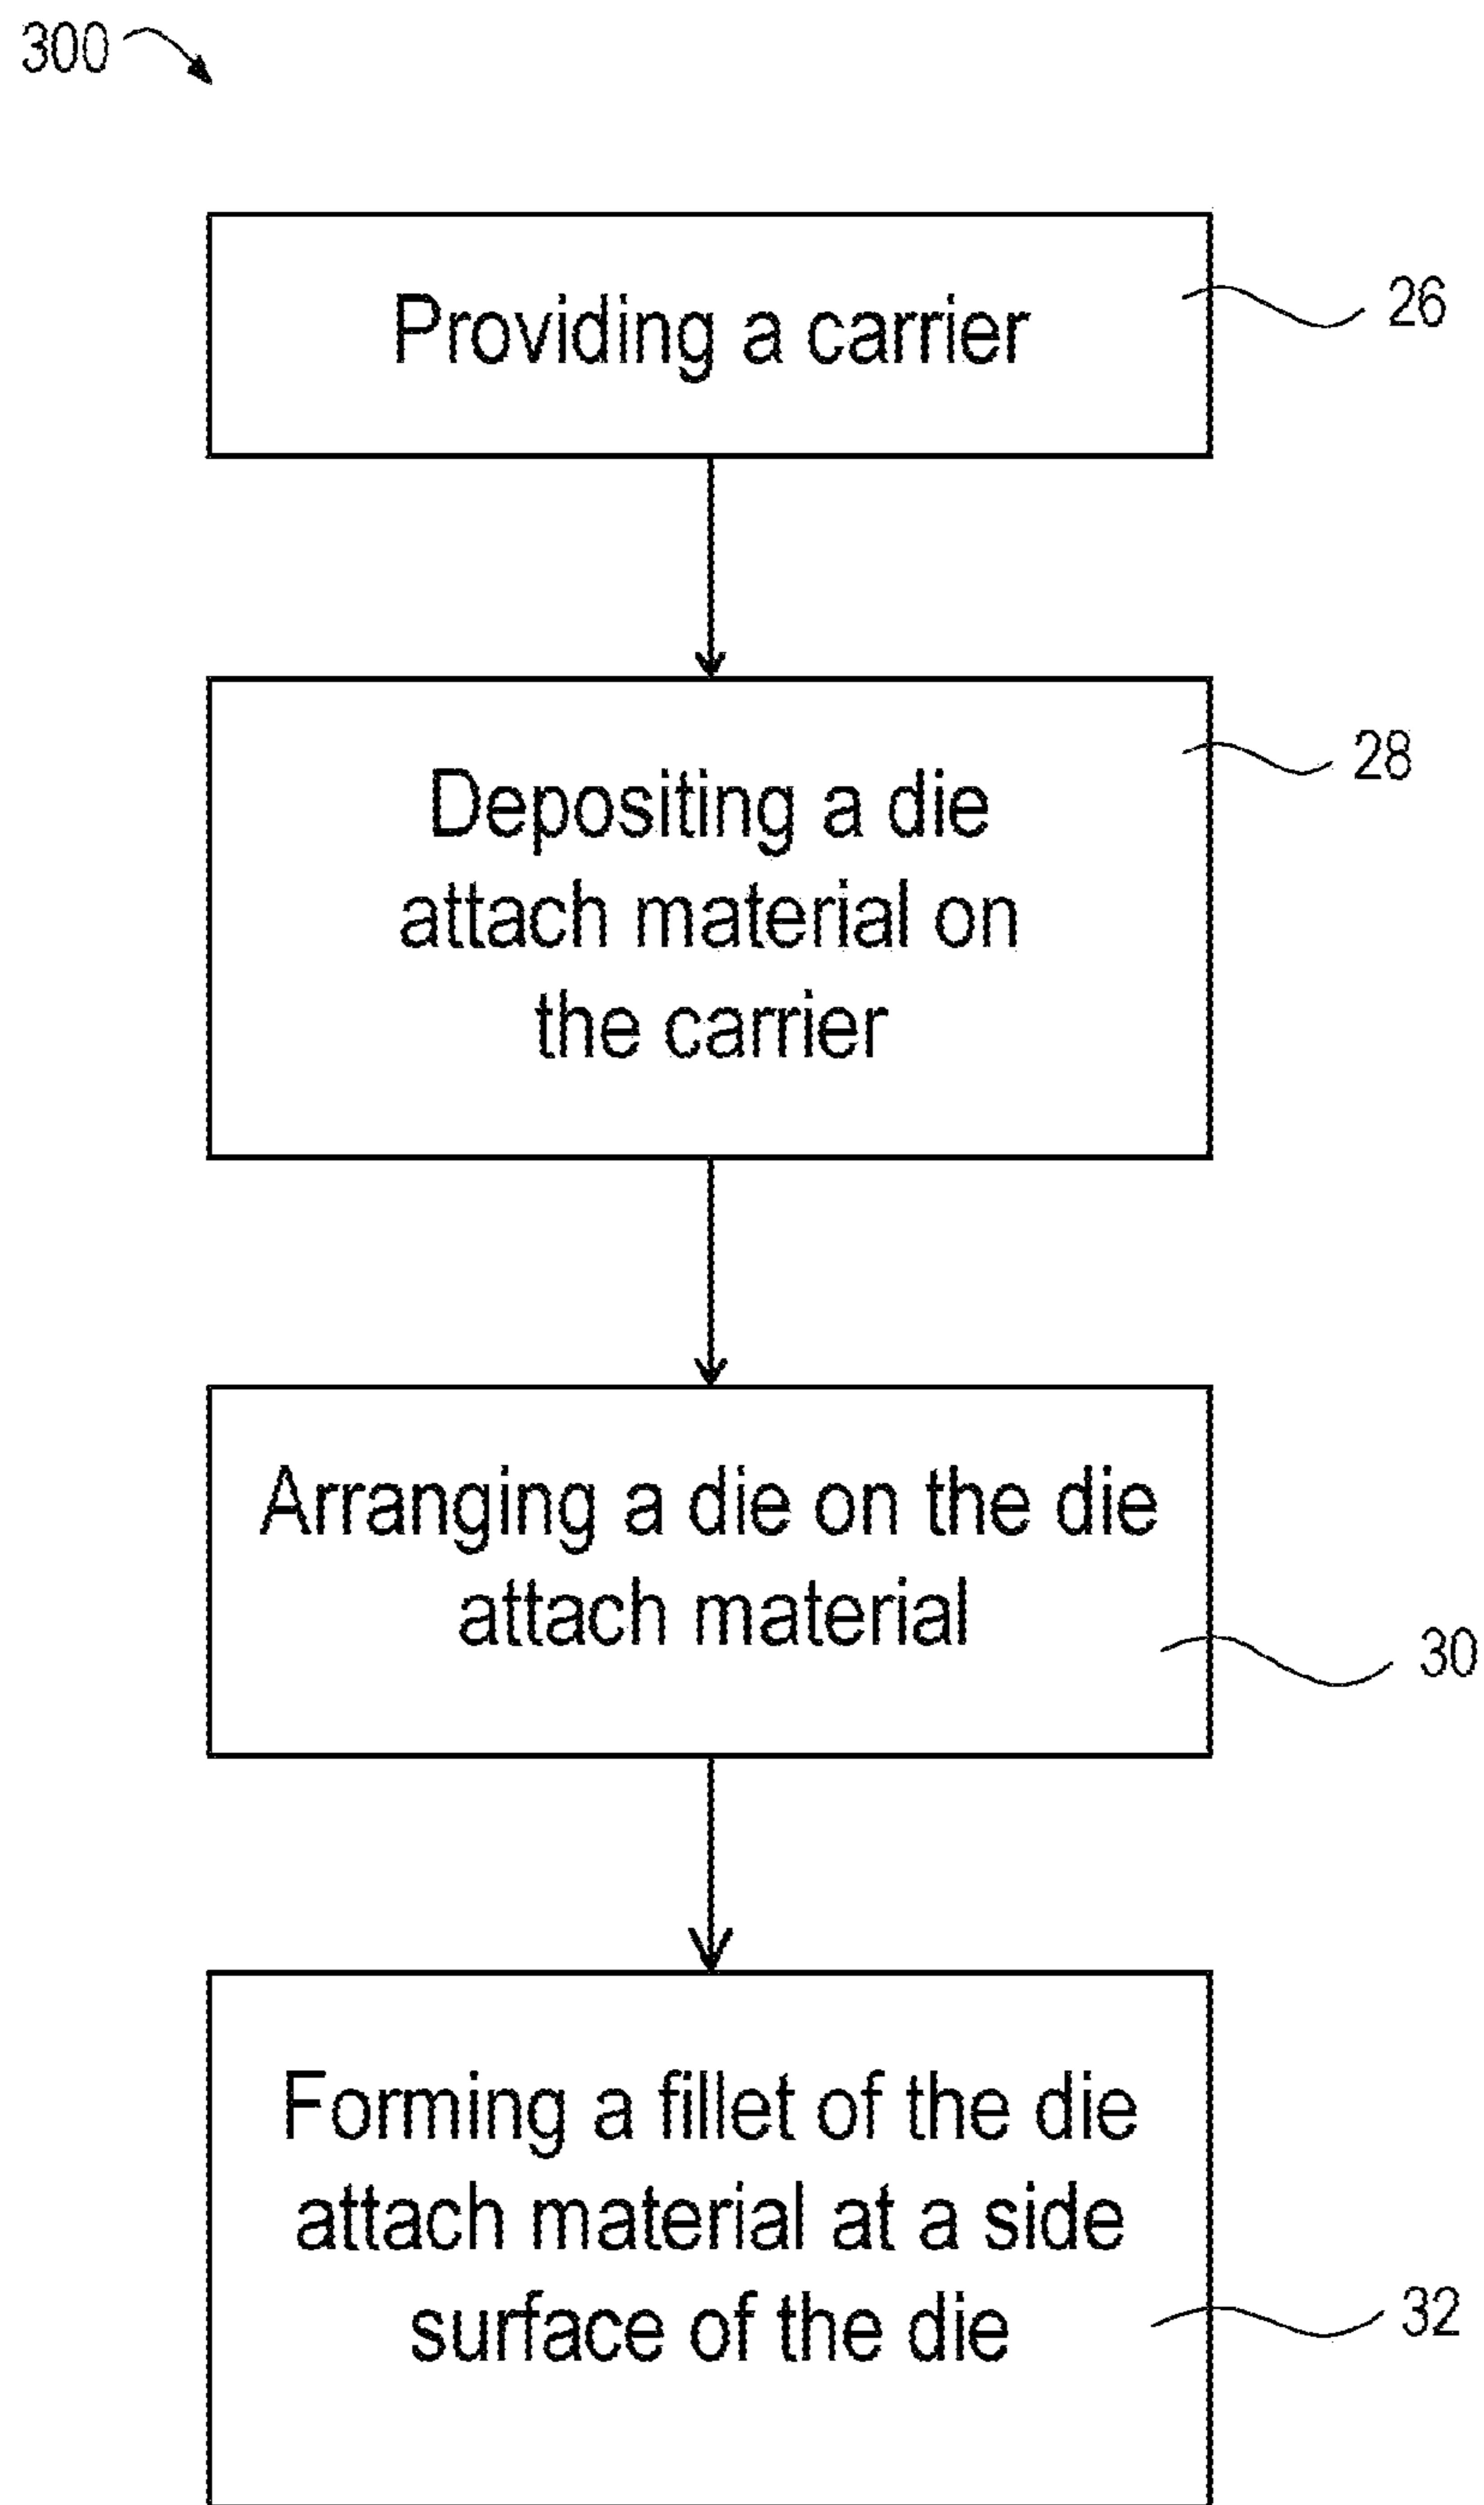 300
Providing a carrier
26
Depositing a die
28
attach material on
the carrier
Arranging a die on the die
attach material
30
Forming a fillet of the die
attach material at a side
surface of the die
32